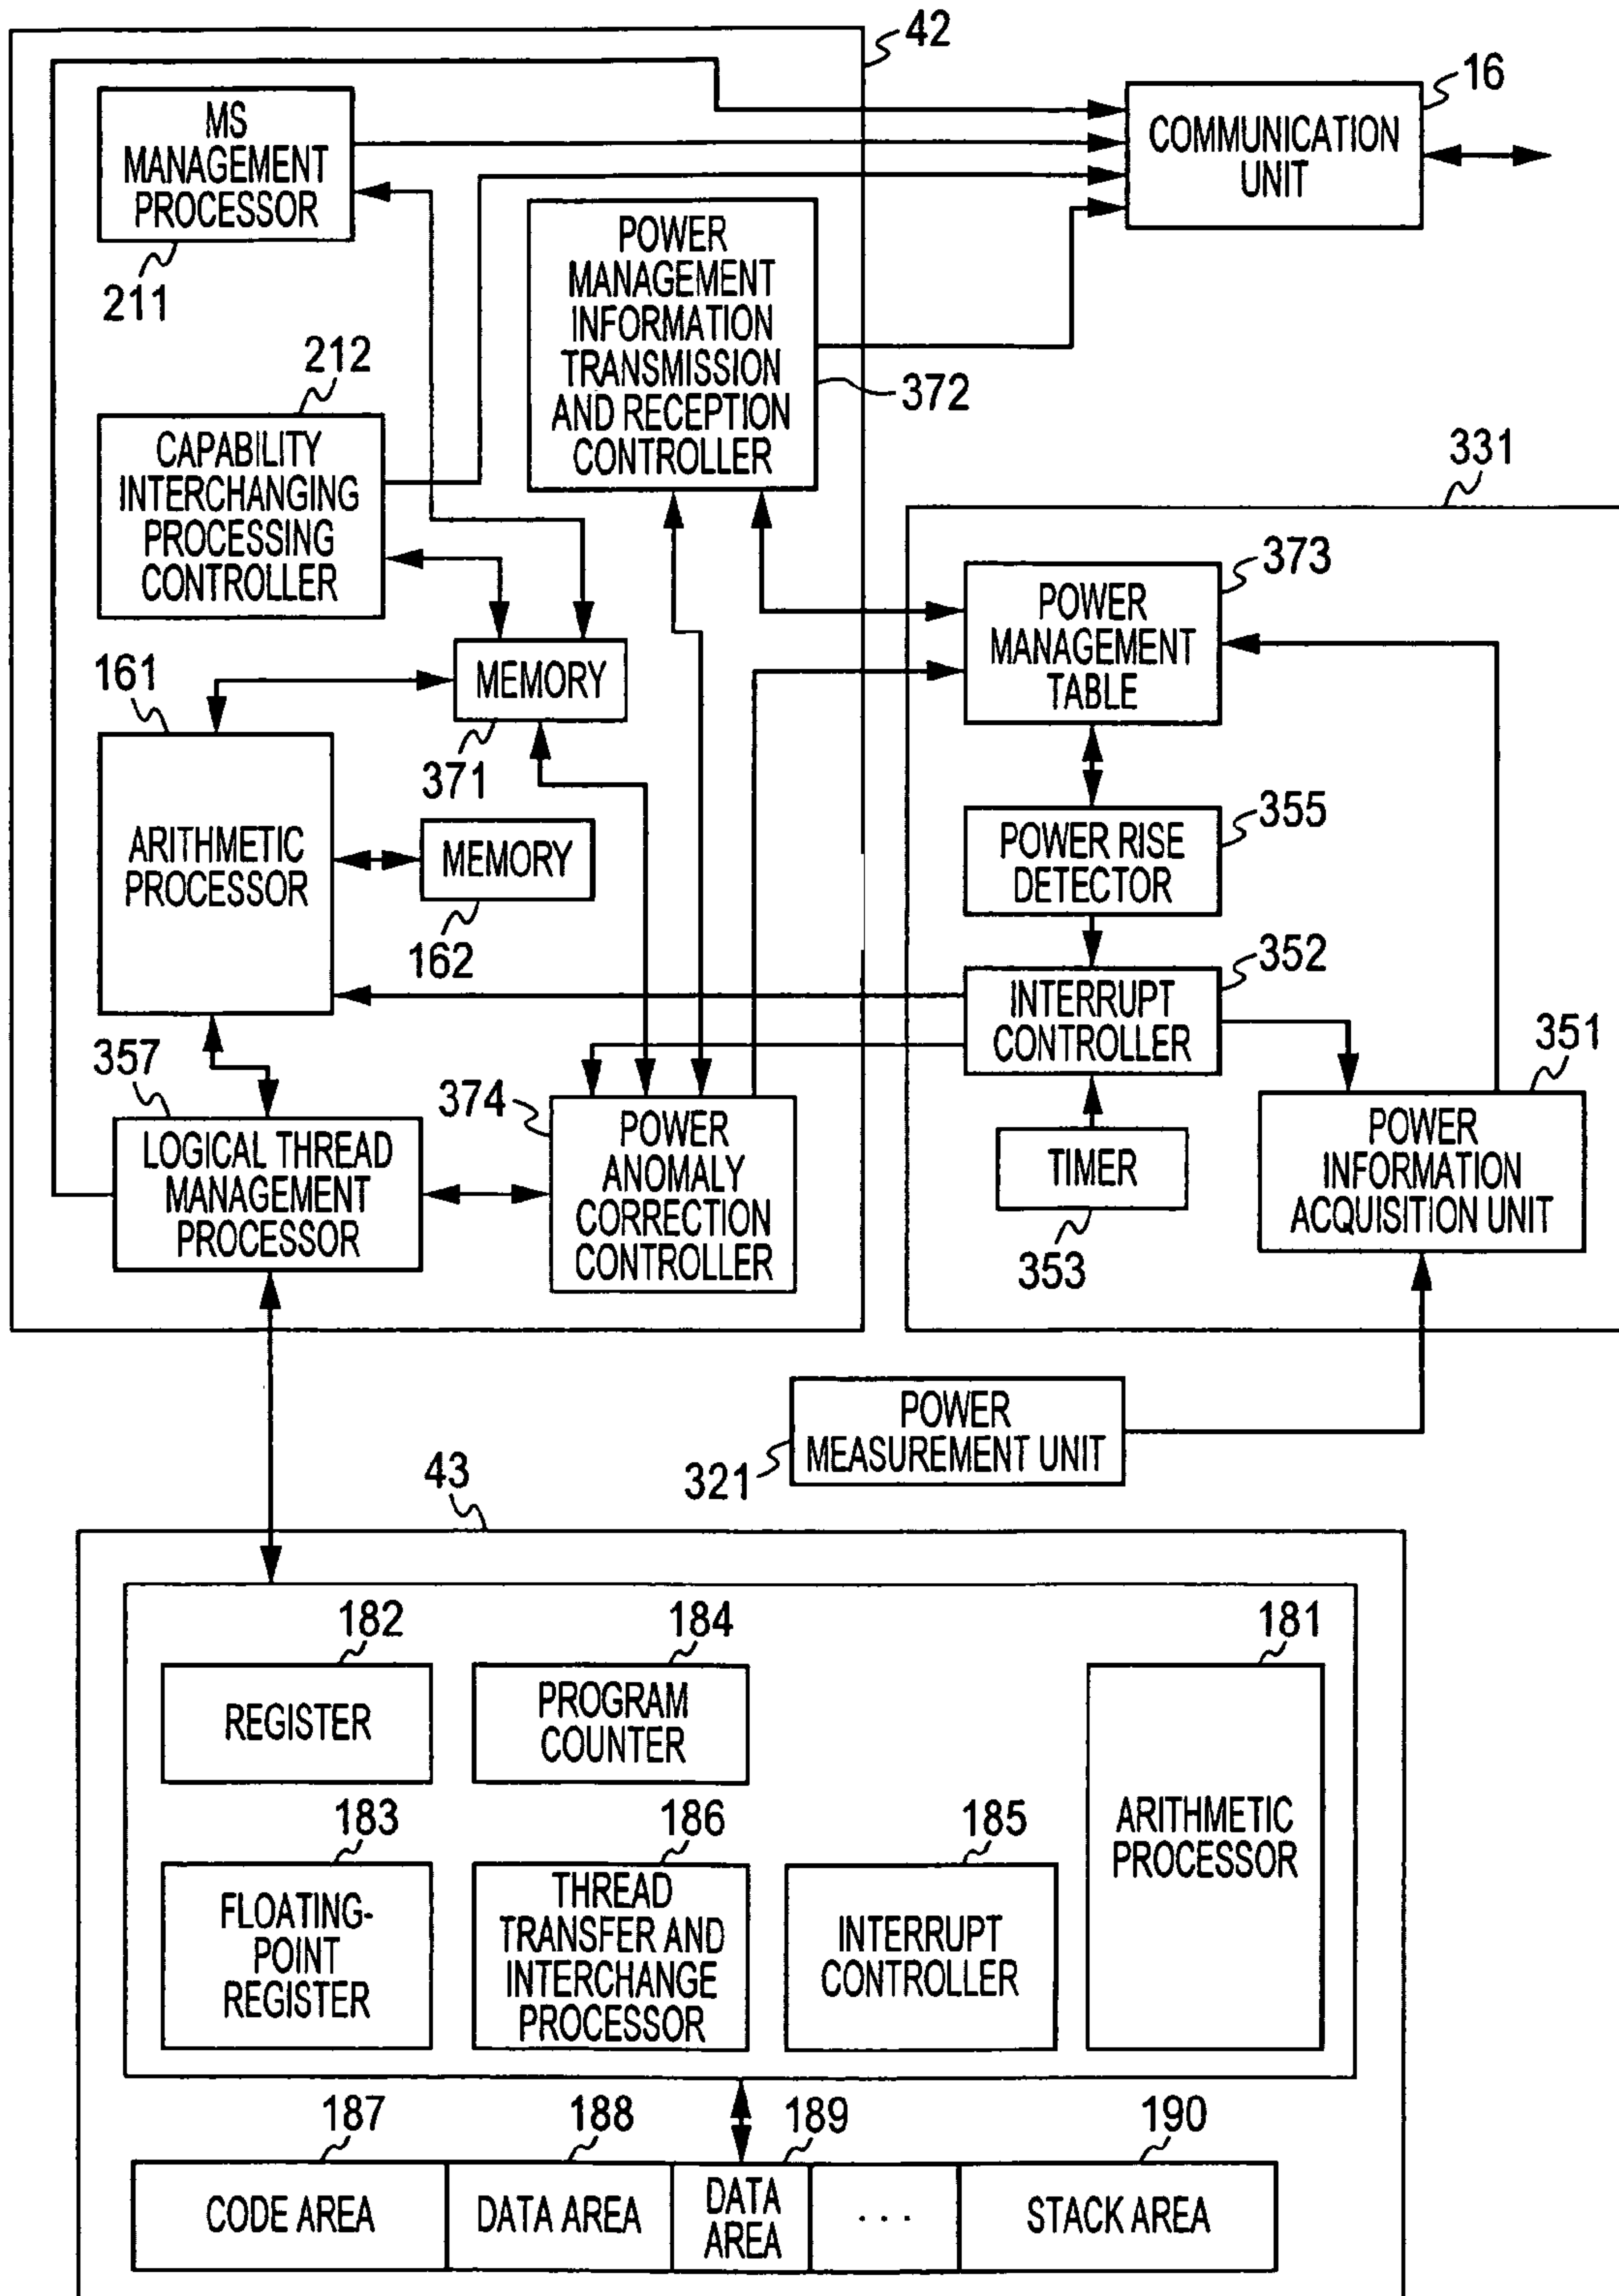 42
16
MS
MANAGEMENT
PROCESSOR
211
COMMUNICATION
UNIT
POWER
MANAGEMENT
INFORMATION
TRANSMISSION
AND RECEPTION
CONTROLLER
372
212
CAPABILITY
INTERCHANGING
PROCESSING
CONTROLLER
331
373
POWER
MANAGEMENT
TABLE
161
MEMORY
371
ARITHMETIC
PROCESSOR
MEMORY
162
355
POWER RISE
DETECTOR
352
INTERRUPT
CONTROLLER
351
POWER
INFORMATION
ACQUISITION UNIT
TIMER
353
357
LOGICAL THREAD
MANAGEMENT
PROCESSOR
374
POWER
ANOMALY
CORRECTION
CONTROLLER
POWER
MEASUREMENT UNIT
321
43
182
REGISTER
184
PROGRAM
COUNTER
181
ARITHMETIC
PROCESSOR
183
FLOATING-
POINT
REGISTER
186
THREAD
TRANSFER AND
INTERCHANGE
PROCESSOR
185
INTERRUPT
CONTROLLER
187
188
189
190
CODE AREA
DATA AREA
DATA
AREA
...
STACK AREA